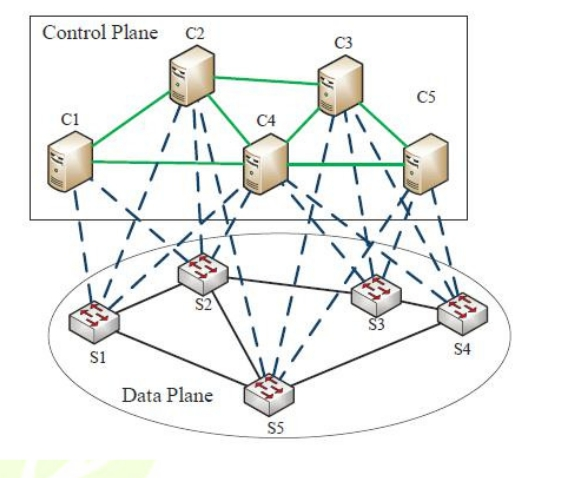 Control Plane
C2
C3
C1
C4
C5
S2
S3
S1
S4
Data Plane
S5